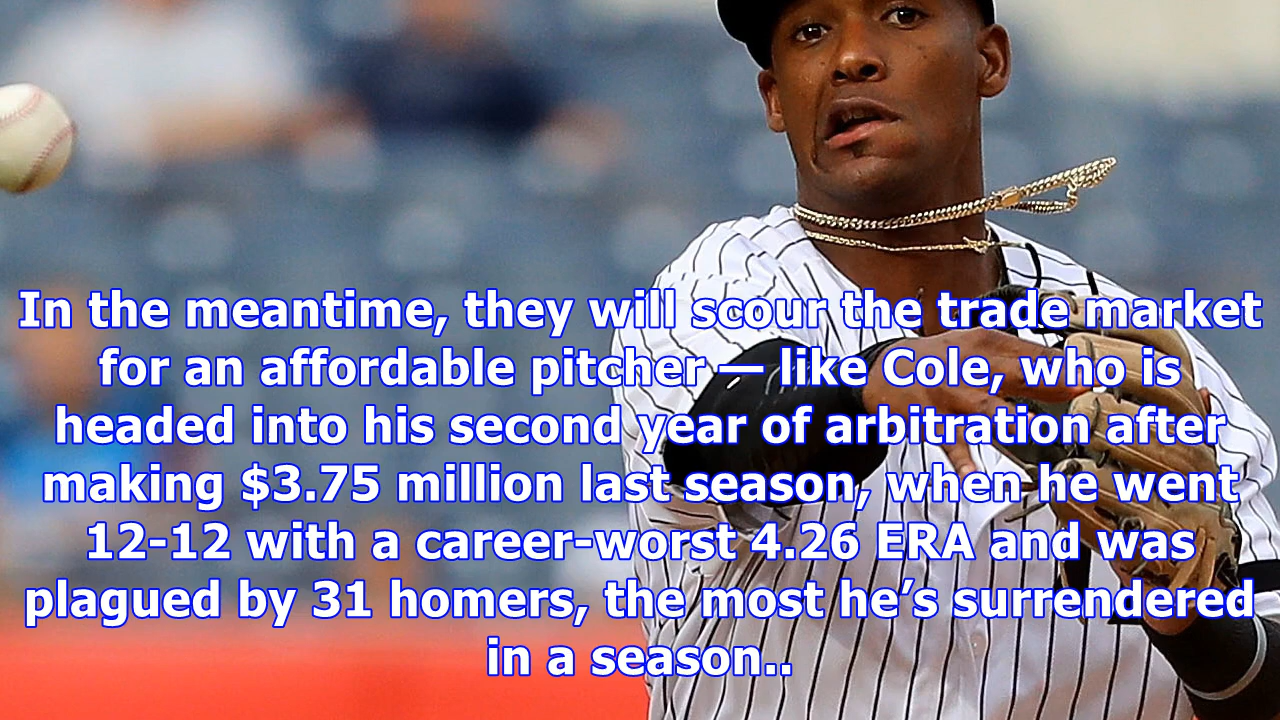 In the meantime, they will scour the trade market
for an affordable pitcher — like Cole, who is
headed into his second year of arbitration after
making $3.75 million last season, when he went
12-12 with a career-worst 4.26 ERA and was
plagued by 31 homers, the most he’s surrendered
in a season..